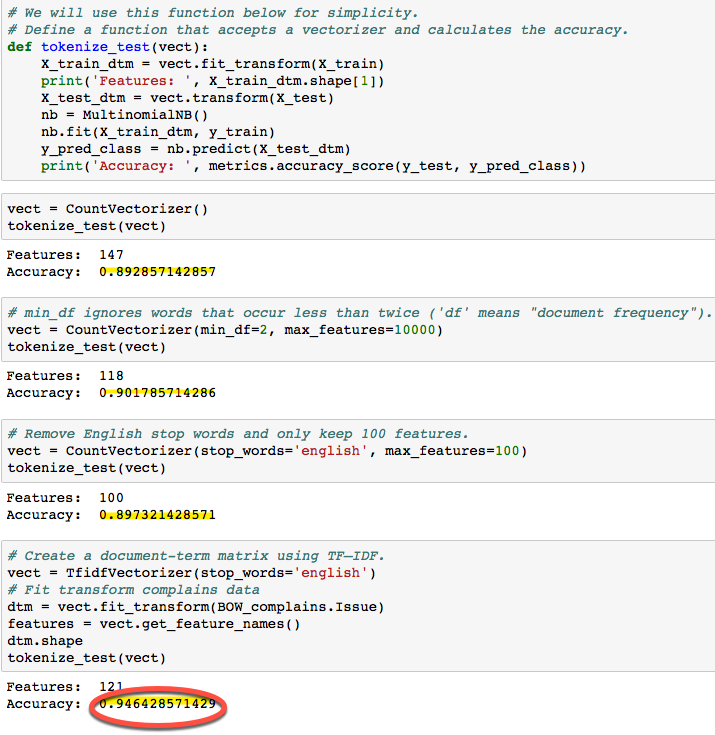 # We will use this function below for simplicity.
# Define a function that accepts a vectorizer and calculates the accuracy.
def tokenize_test(vect):
    X_train_dtm = vect.fit_transform(X_train)
    print('Features: ', X_train_dtm.shape[1])
    X_test_dtm = vect.transform(X_test)
    nb = MultinomialNB()
    nb.fit(X_train_dtm, y_train)
    y_pred_class = nb.predict(X_test_dtm)
    print('Accuracy: ', metrics.accuracy_score(y_test, y_pred_class))
vect = CountVectorizer()
tokenize_test(vect)
Features:  147
Accuracy:  0.892857142857
# min_df ignores words that occur less than twice ('df' means "document frequency").
vect = CountVectorizer(min_df=2, max_features=10000)
tokenize_test(vect)
Features:  118
Accuracy:  0.901785714286
# Remove English stop words and only keep 100 features.
vect = CountVectorizer(stop_words='english', max_features=100)
tokenize_test(vect)
Features:  100
Accuracy:  0.897321428571
# Create a document-term matrix using TF–IDF.
vect = TfidfVectorizer(stop_words='english')
# Fit transform complains data
dtm = vect.fit_transform(BOW_complains.Issue)
features = vect.get_feature_names()
dtm.shape
tokenize_test(vect)
Features:  121
Accuracy:  0.946428571429